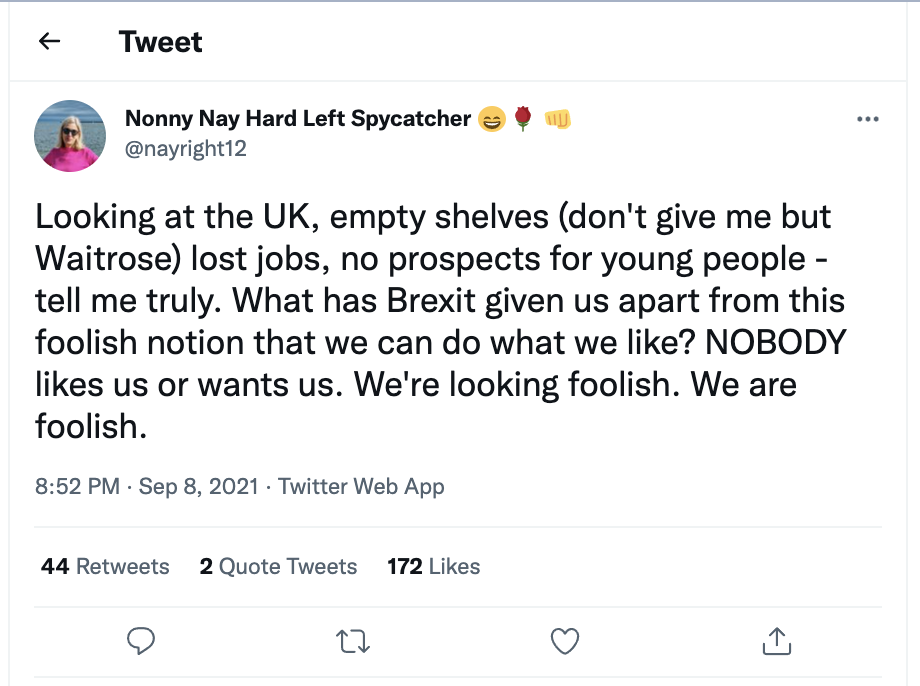 Tweet
Nonny Nay Hard Left Spycatcher 😄🌹👊
@nayright12
Looking at the UK, empty shelves (don't give me but
Waitrose) lost jobs, no prospects for young people -
tell me truly. What has Brexit given us apart from this
foolish notion that we can do what we like? NOBODY
likes us or wants us. We're looking foolish. We are
foolish.
8:52 PM · Sep 8, 2021 · Twitter Web App
44 Retweets 2 Quote Tweets 172 Likes